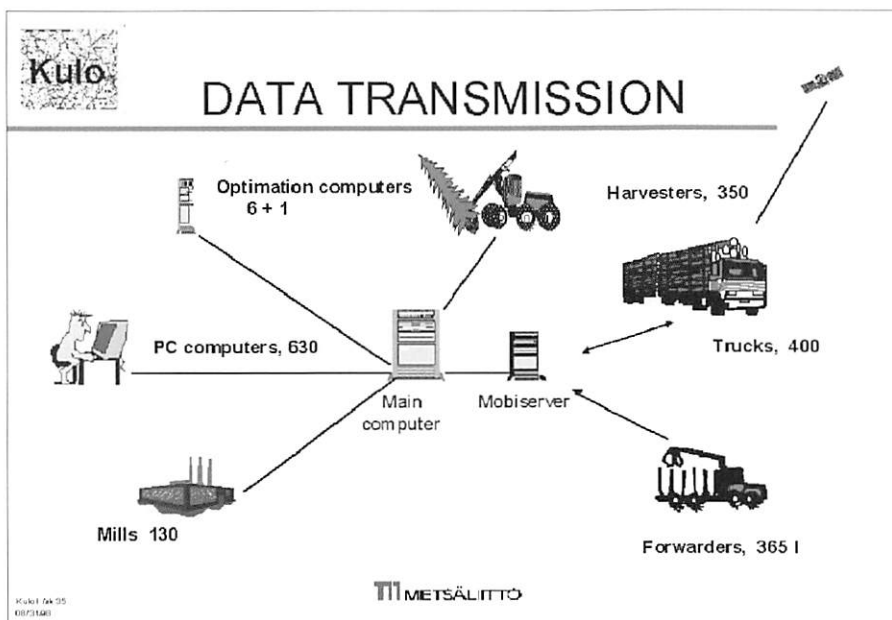 Kulo
DATA TRANSMISSION
Optimation computers
6 + 1
Harvesters, 350
PC computers, 630
Trucks, 400
Main
computer
Mobiserver
Mills 130
Forwarders, 365 l
METSÄLIITTO